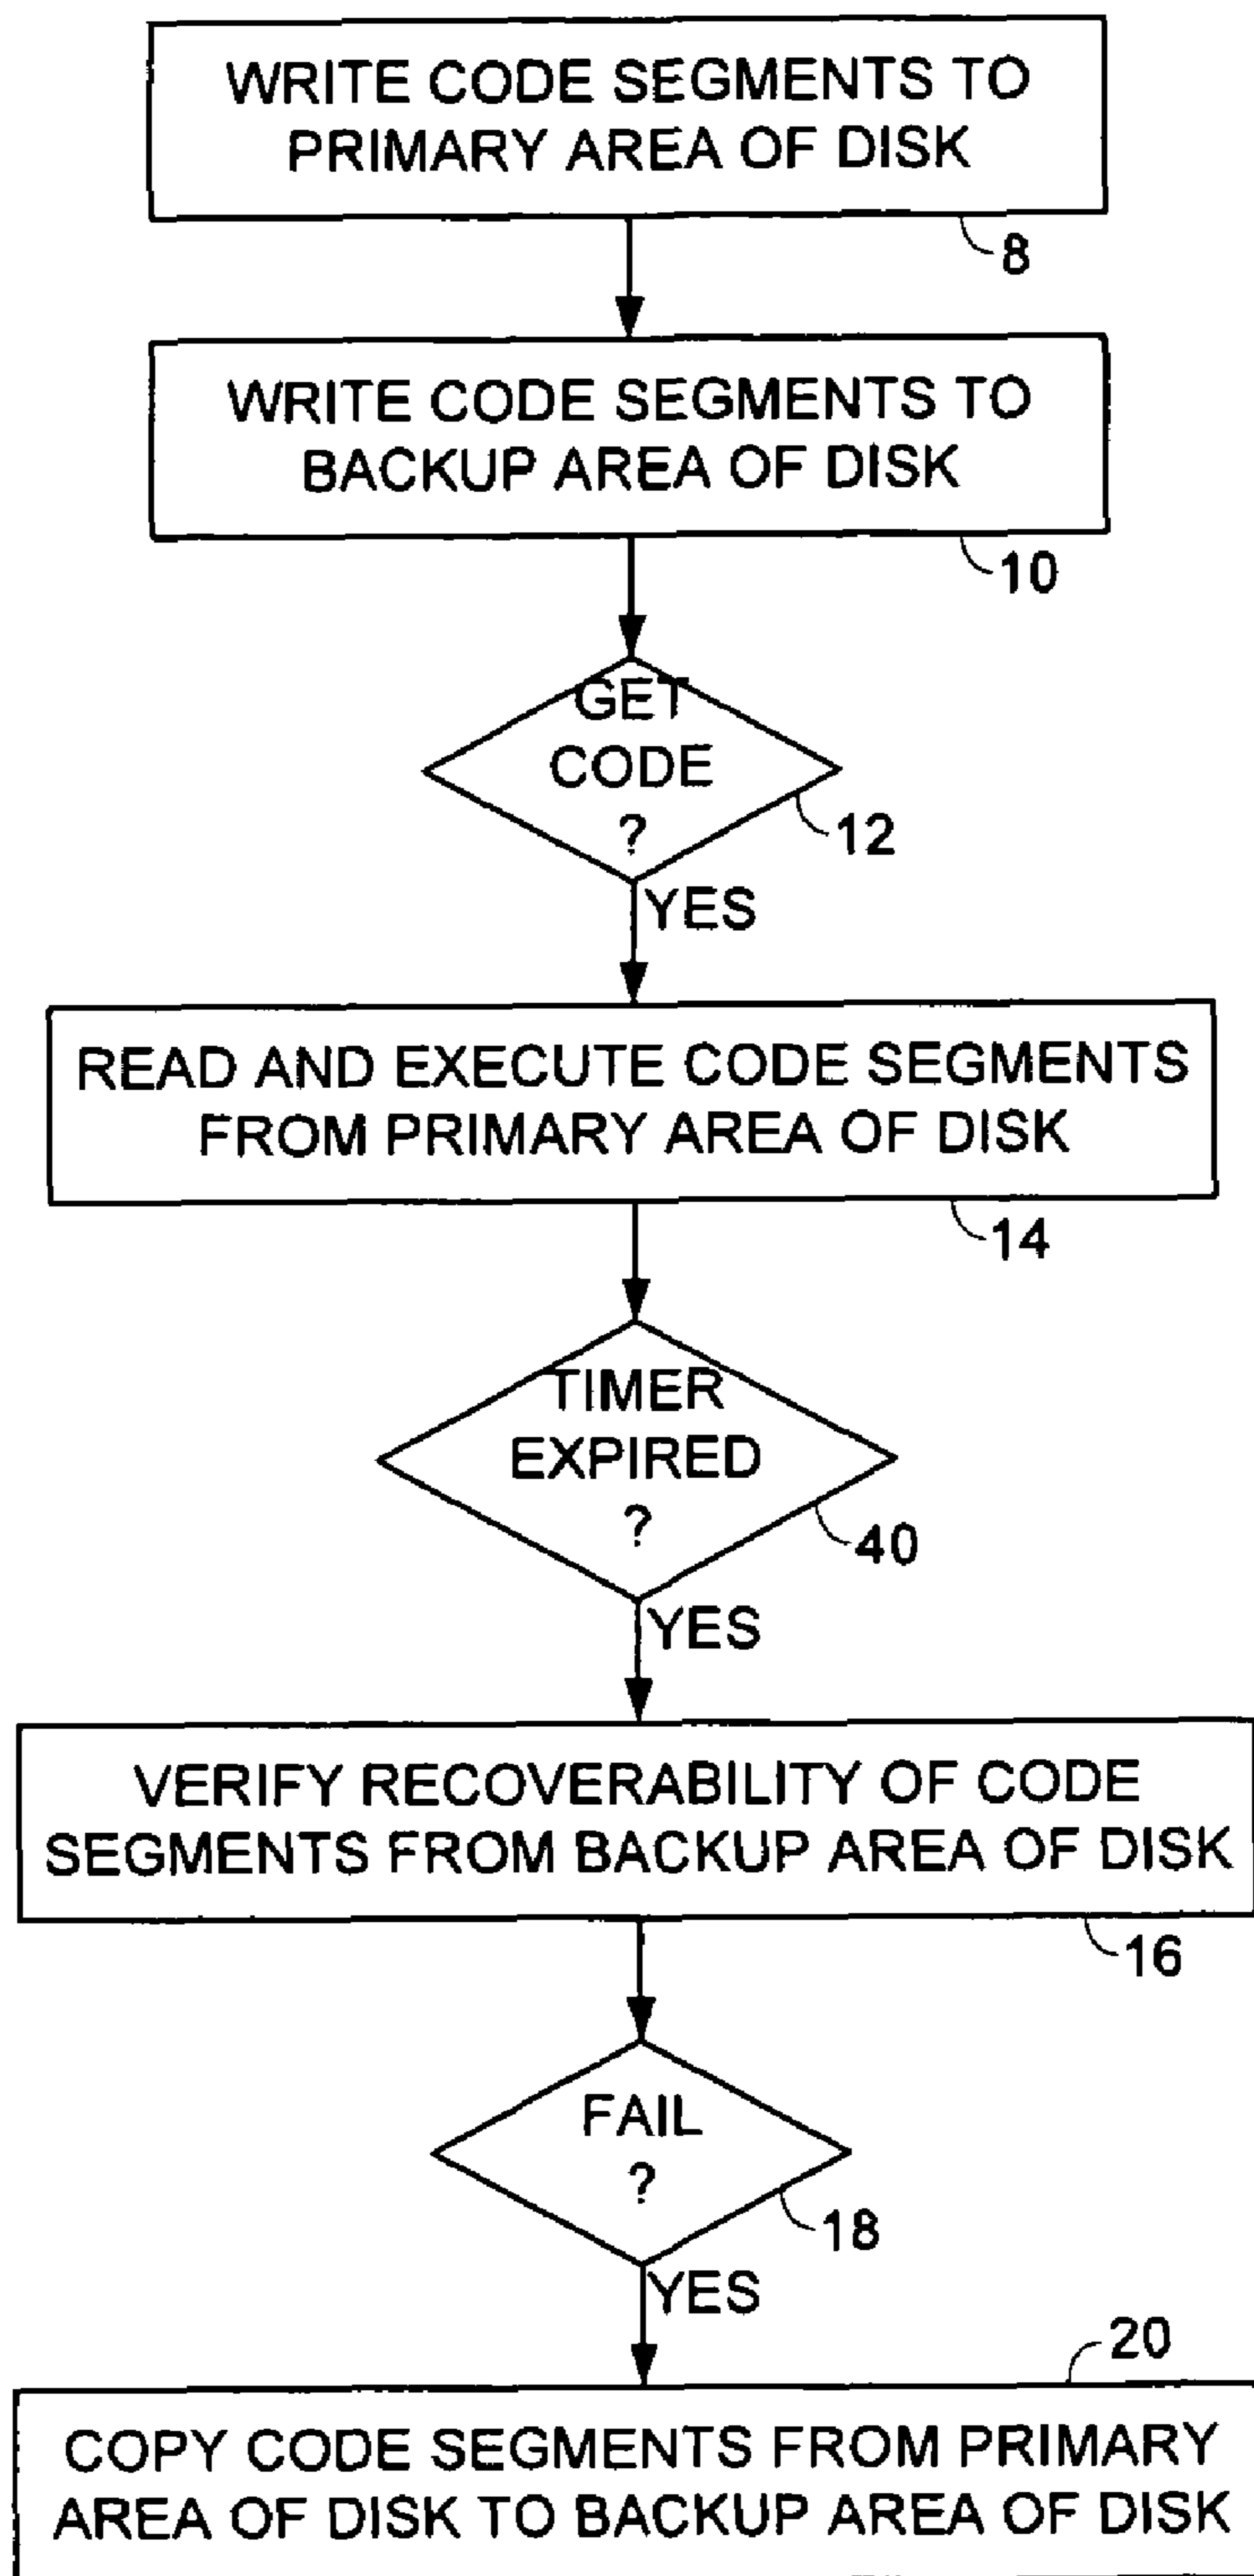 WRITE CODE SEGMENTS TO
PRIMARY AREA OF DISK
8
WRITE CODE SEGMENTS TO
BACKUP AREA OF DISK
10
GET
CODE
?
12
YES
READ AND EXECUTE CODE SEGMENTS
FROM PRIMARY AREA OF DISK
14
TIMER
EXPIRED
?
40
YES
VERIFY RECOVERABILITY OF CODE
SEGMENTS FROM BACKUP AREA OF DISK
16
FAIL
?
18
YES
20
COPY CODE SEGMENTS FROM PRIMARY
AREA OF DISK TO BACKUP AREA OF DISK